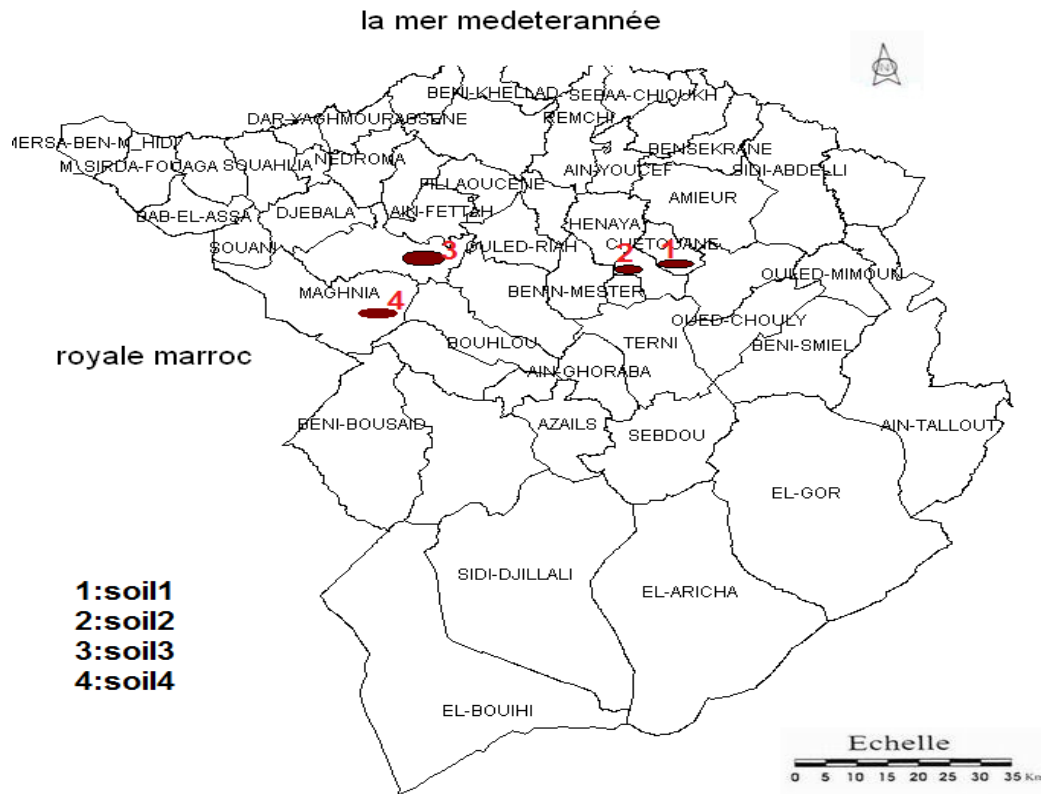 la mer medeterannée
BENI-KHELLAD
SEBAA-CHIOUKH
DAR-YAGHMOURASSENE
REMCHI
MERSA-BEN-M_HIDI
BENSEKRANE
M_SIRDA-FOUAGA
SOUAHLIA
NEDROMA
AIN-YOUCEF
SIDI-ABDELLI
FILLAOUCENE
AMIEUR
BAB-EL-ASSA
DJEBALA
AIN-FETTAH
HENAYA
SOUANI
3
OULED-RIAH
CHETOUANE
2
1
OULED-MIMOUN
MAGHNIA
4
BENIN-MESTER
OUED-CHOULY
royale marroc
BOUHLOU
TERNI
BENI-SMIEL
AIN-GHORABA
BENI-BOUSAID
AZAILS
SEBDOU
AIN-TALLOUT
EL-GOR
SIDI-DJILLALI
EL-ARICHA
1:soil1
2:soil2
3:soil3
4:soil4
EL-BOUIHI
Echelle
0 5 10 15 20 25 30 35 Km